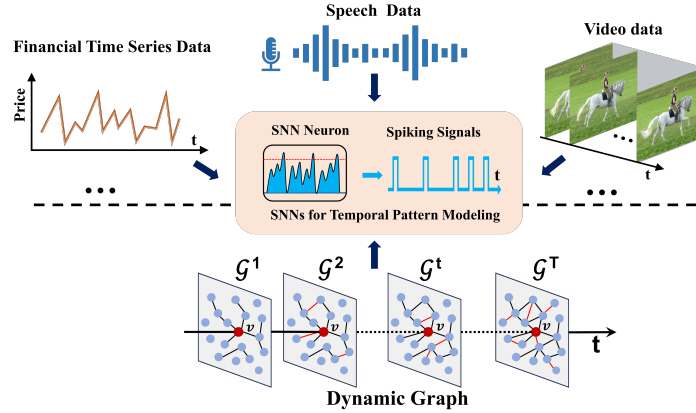 Speech Data
Financial Time Series Data
Video data
Price
t
SNN Neuron
Spiking Signals
t
t
SNNs for Temporal Pattern Modeling
𝒢¹
𝒢²
𝒢ᵗ
𝒢ᵀ
v
v
v
v
t
Dynamic Graph